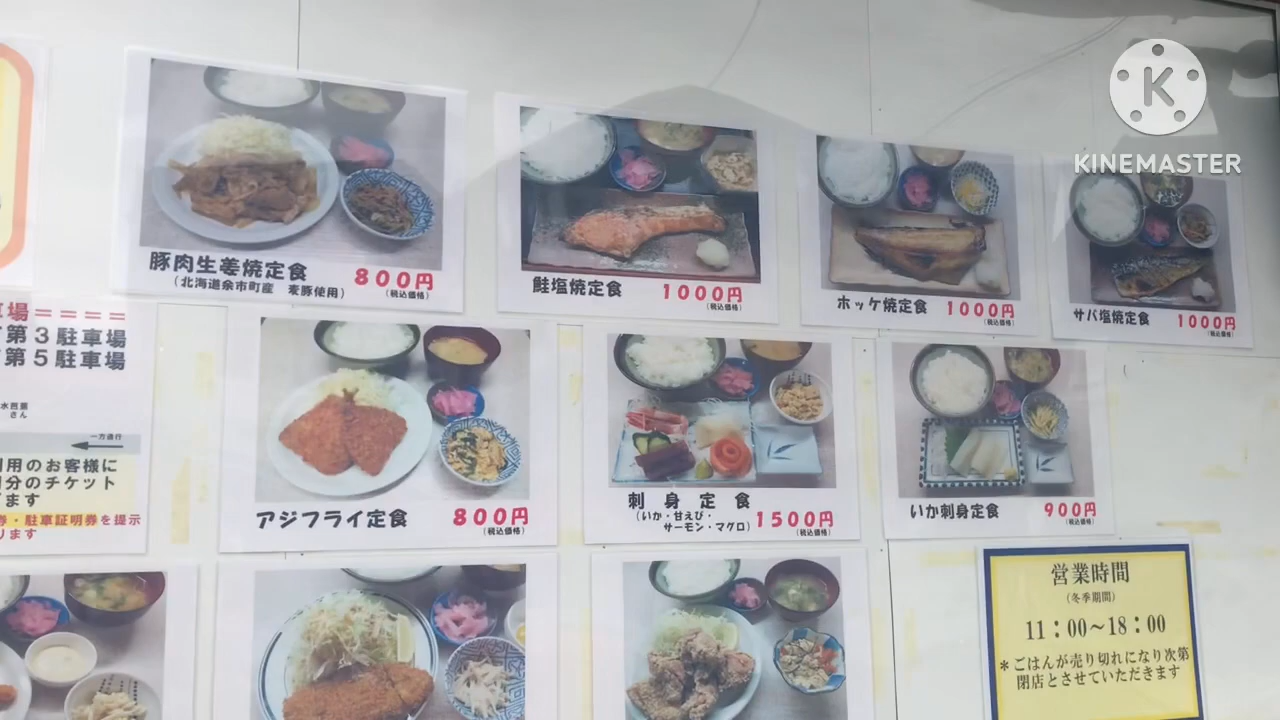 KINEMASTER
豚肉生姜焼定食 800円
(北海道余市町産 麦豚使用) (税込価格)
鮭塩焼定食 1000円
(税込価格)
ホッケ焼定食 1000円
(税込価格)
サバ塩焼定食 1000円
(税込価格)
車場====
第3駐車場
第5駐車場
さん
一方通行
用のお客様に
分のチケット
ます
券・駐車証明券を提示
ります
アジフライ定食 800円
(税込価格)
刺身定食
(いか・甘えび・
サーモン・マグロ) 1500円
(税込価格)
いか刺身定食 900円
(税込価格)
営業時間
(冬季期間)
11:00〜18:00
*ごはんが売り切れになり次第
閉店とさせていただきます